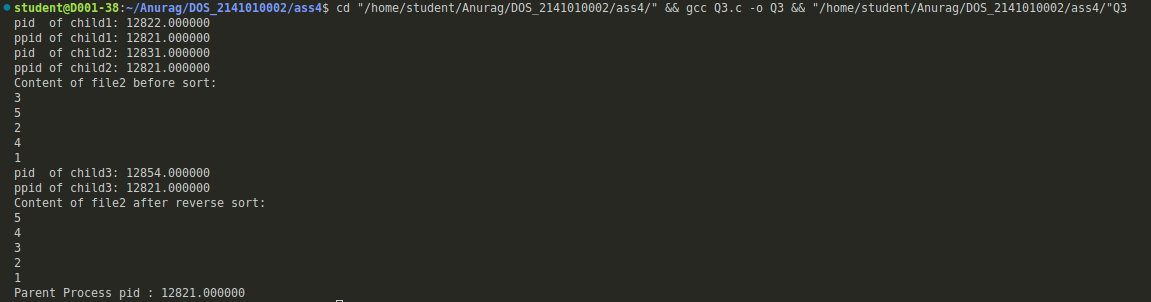 student@D001-38:~/Anurag/DOS_2141010002/ass4$ cd "/home/student/Anurag/DOS_2141010002/ass4/" && gcc Q3.c -o Q3 && "/home/student/Anurag/DOS_2141010002/ass4/"Q3
pid  of child1: 12822.000000
ppid of child1: 12821.000000
pid  of child2: 12831.000000
ppid of child2: 12821.000000
Content of file2 before sort:
3
5
2
4
1
pid  of child3: 12854.000000
ppid of child3: 12821.000000
Content of file2 after reverse sort:
5
4
3
2
1
Parent Process pid : 12821.000000